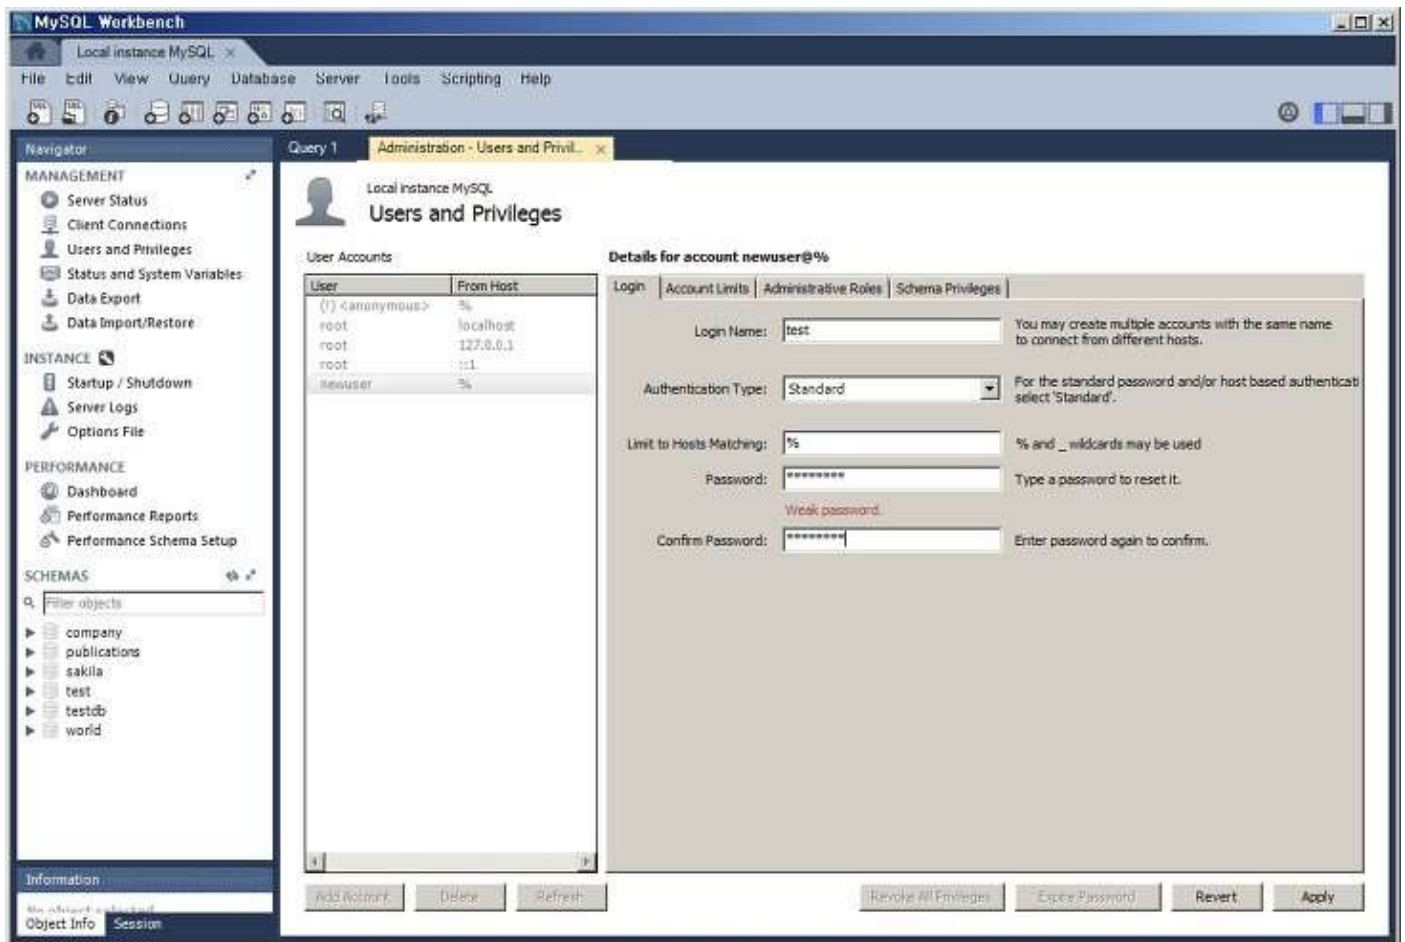 MySQL Workbench
Local instance MySQL
File Edit View Query Database Server Tools Scripting Help
Navigator
MANAGEMENT
Server Status
Client Connections
Users and Privileges
Status and System Variables
Data Export
Data Import/Restore
INSTANCE
Startup / Shutdown
Server Logs
Options File
PERFORMANCE
Dashboard
Performance Reports
Performance Schema Setup
SCHEMAS
Filter objects
company
publications
sakila
test
testdb
world
Information
No object selected
Object Info Session
Query 1 Administration - Users and Privil...
Local instance MySQL
Users and Privileges
User Accounts
User From Host
(!) <anonymous> %
root localhost
root 127.0.0.1
root ::1
newuser %
Add Account Delete Refresh
Details for account newuser@%
Login Account Limits Administrative Roles Schema Privileges
Login Name: test You may create multiple accounts with the same name
to connect from different hosts.
Authentication Type: Standard For the standard password and/or host based authenticati
select 'Standard'.
Limit to Hosts Matching: % % and _ wildcards may be used
Password: ******** Type a password to reset it.
Weak password.
Confirm Password: ******** Enter password again to confirm.
Revoke All Privileges Expire Password Revert Apply